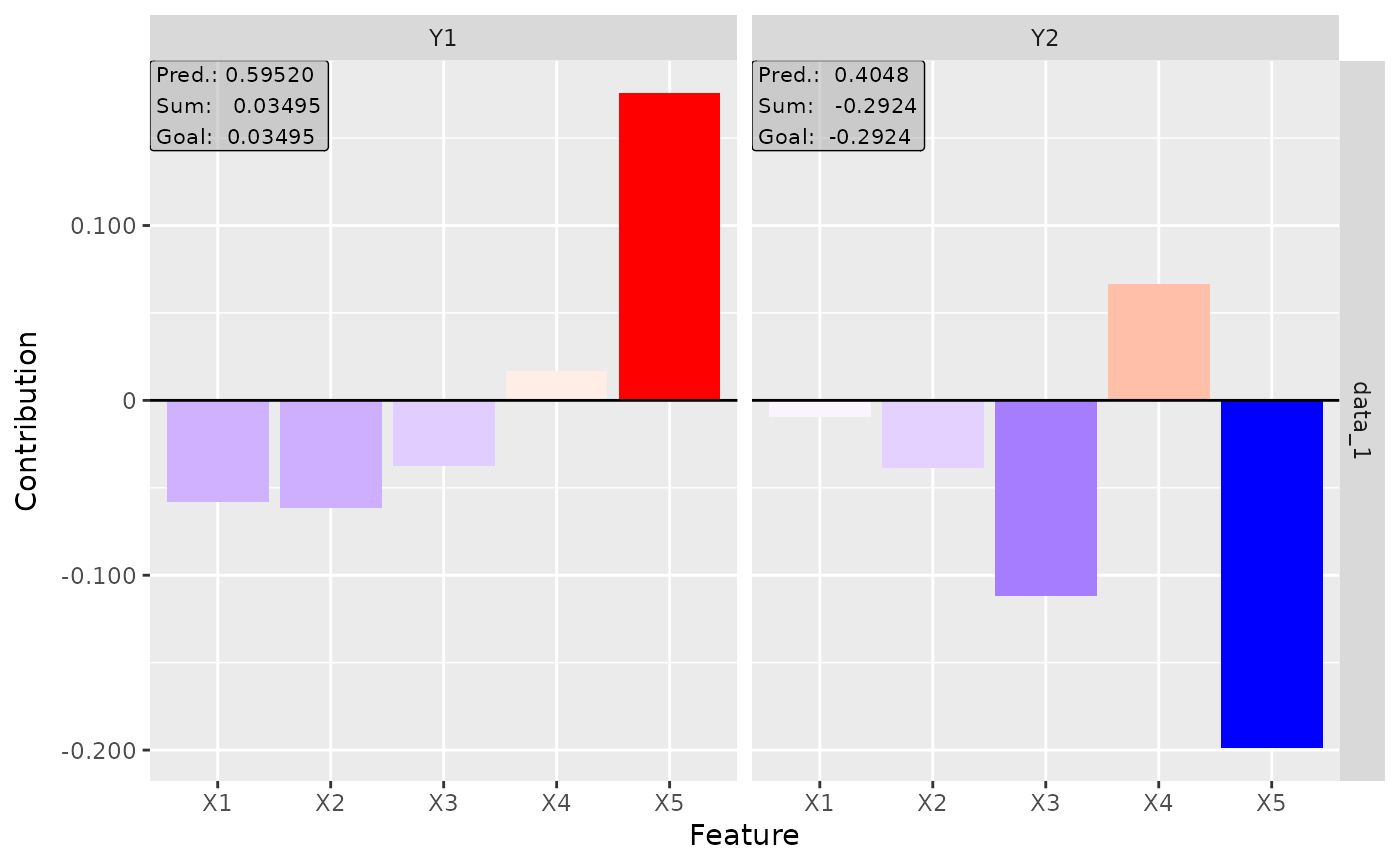 Y1
Y2
Pred.: 0.59520
Sum: 0.03495
Goal: 0.03495
Pred.: 0.4048
Sum: -0.2924
Goal: -0.2924
data_1
Contribution
0.100
0
-0.100
-0.200
X1 X2 X3 X4 X5
X1 X2 X3 X4 X5
Feature